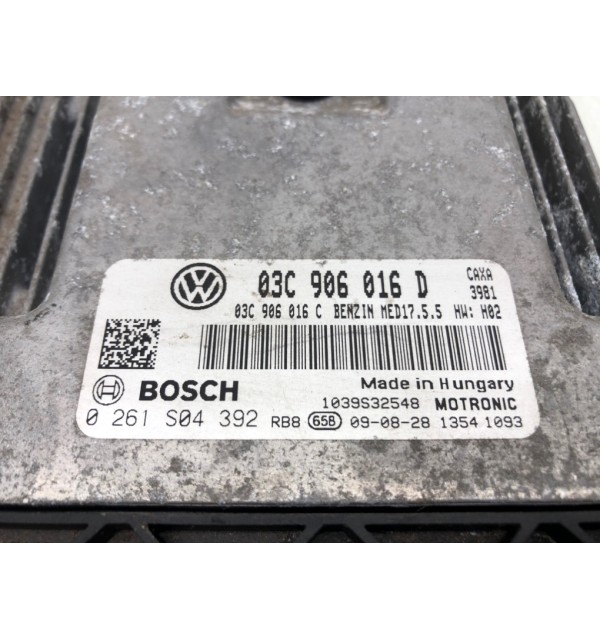 03C 906 016 D CAXA
3981
03C 906 016 C BENZIN MED17.5.5 HW: H02
BOSCH Made in Hungary
1039S32548 MOTRONIC
0 261 S04 392 RB8 65B 09-08-28 1354 1093